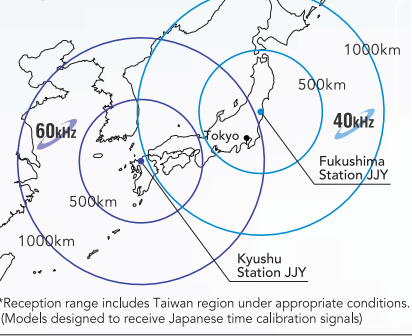 1000km
500km
60kHz
40kHz
Tokyo
Fukushima
Station JJY
500km
1000km
Kyushu
Station JJY
*Reception range includes Taiwan region under appropriate conditions.
(Models designed to receive Japanese time calibration signals)